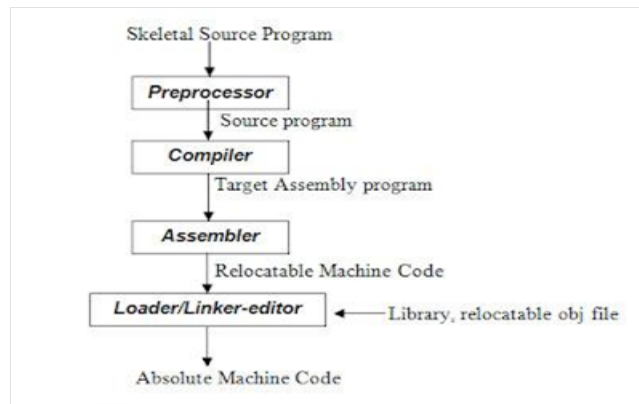 Skeletal Source Program
Preprocessor
Source program
Compiler
Target Assembly program
Assembler
Relocatable Machine Code
Loader/Linker-editor
Library, relocatable obj file
Absolute Machine Code